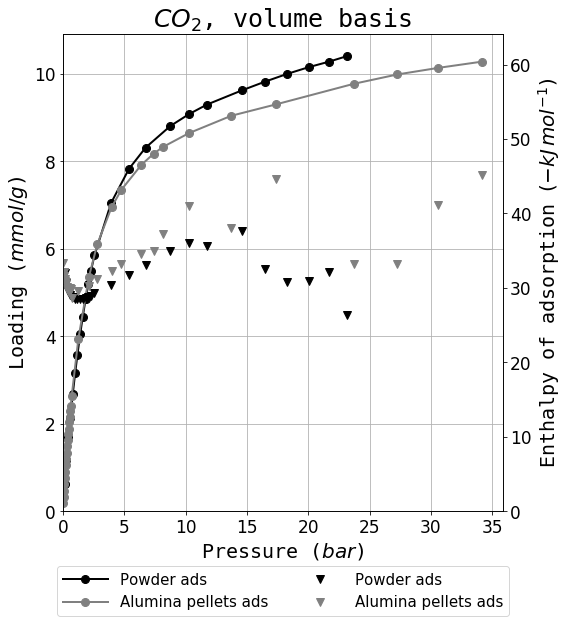 CO₂, volume basis
Loading (mmol/g)
10
8
6
4
2
0
60
50
40
30
20
10
0
Enthalpy of adsorption (−kJ mol⁻¹)
0 5 10 15 20 25 30 35
Pressure (bar)
Powder ads Powder ads
Alumina pellets ads Alumina pellets ads